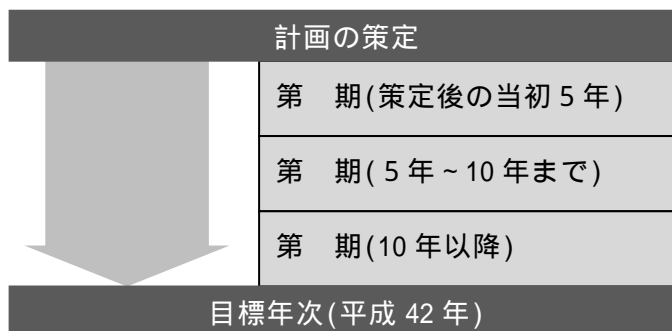 計画の策定
第　期(策定後の当初5年)
第　期(5年~10年まで)
第　期(10年以降)
目標年次(平成42年)